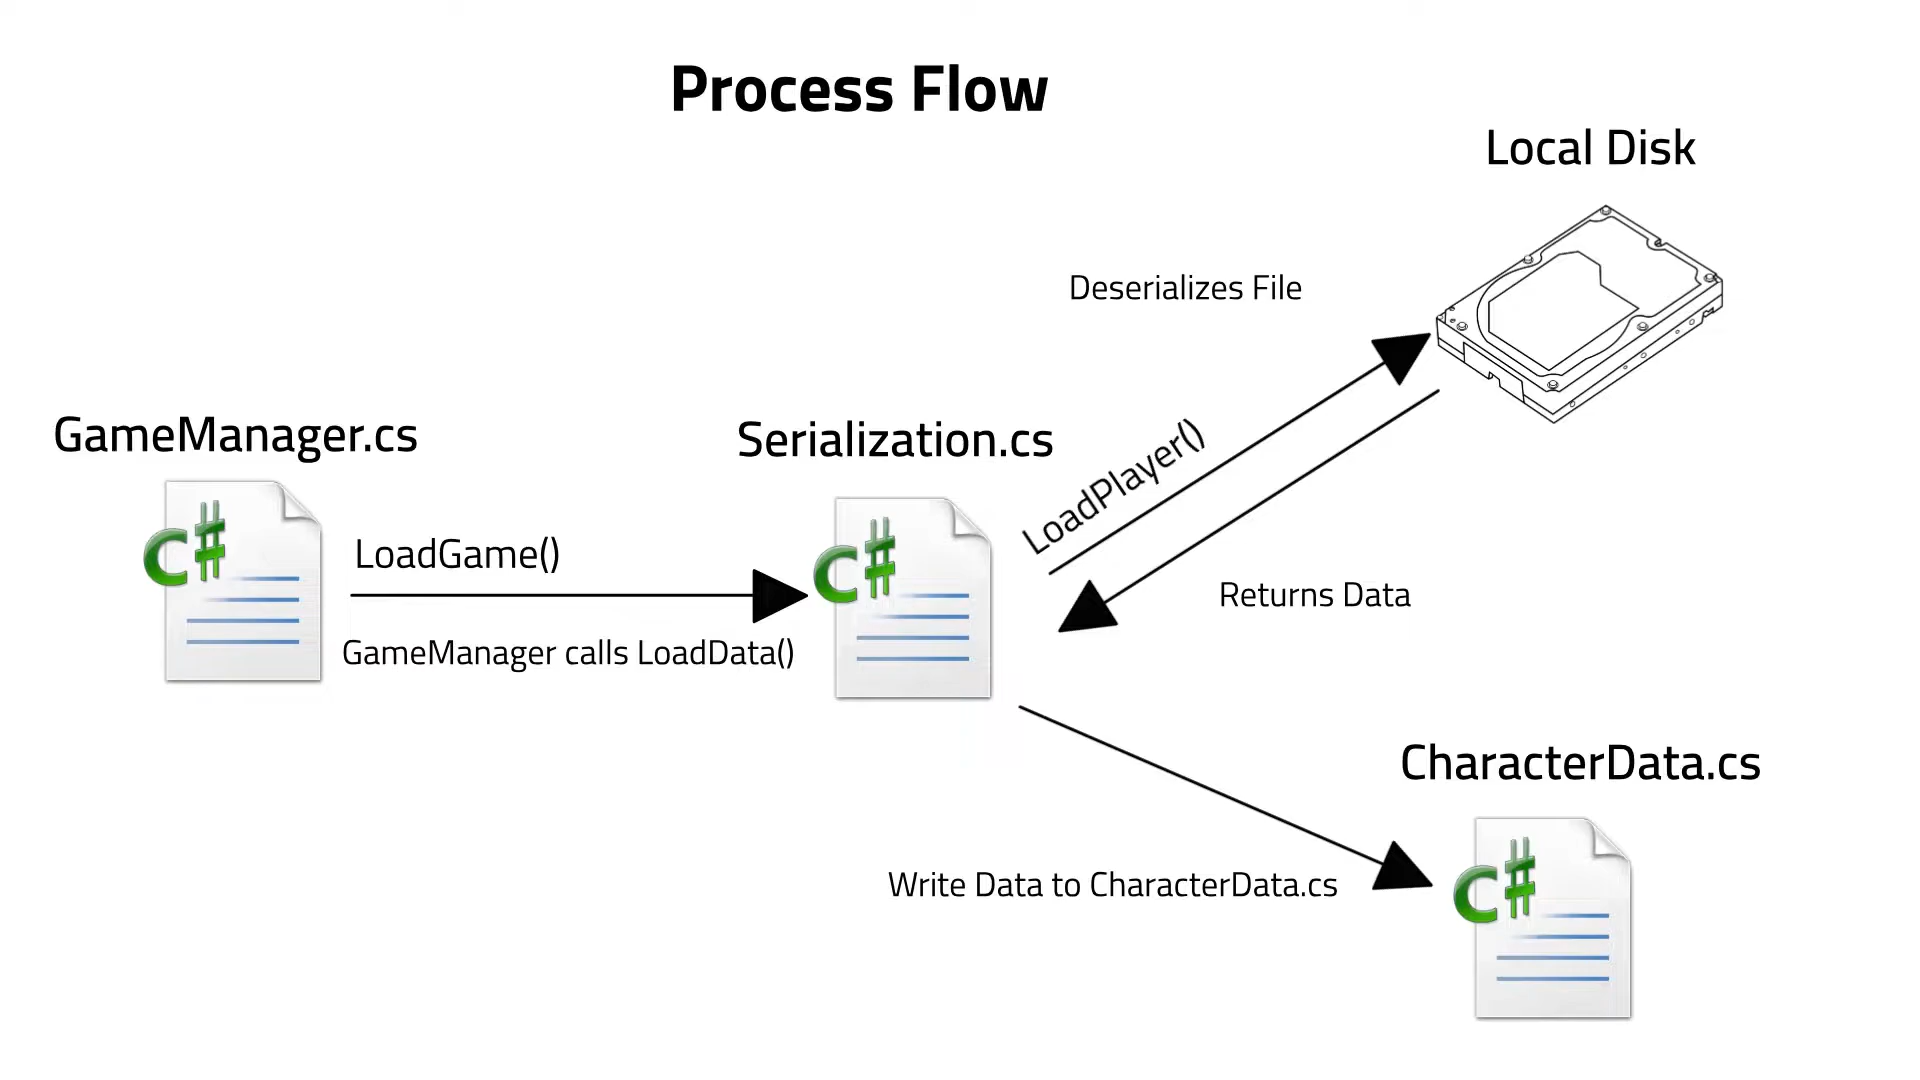 Process Flow
Local Disk
Deserializes File
GameManager.cs
Serialization.cs
LoadPlayer()
C#
LoadGame()
C#
Returns Data
GameManager calls LoadData()
CharacterData.cs
Write Data to CharacterData.cs
C#